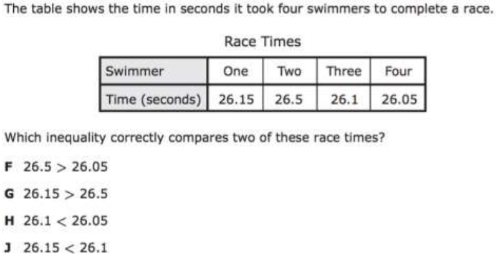 The table shows the time in seconds it took four swimmers to complete a race.
Race Times
Swimmer One Two Three Four
Time (seconds) 26.15 26.5 26.1 26.05
Which inequality correctly compares two of these race times?
F 26.5 > 26.05
G 26.15 > 26.5
H 26.1 < 26.05
J 26.15 < 26.1